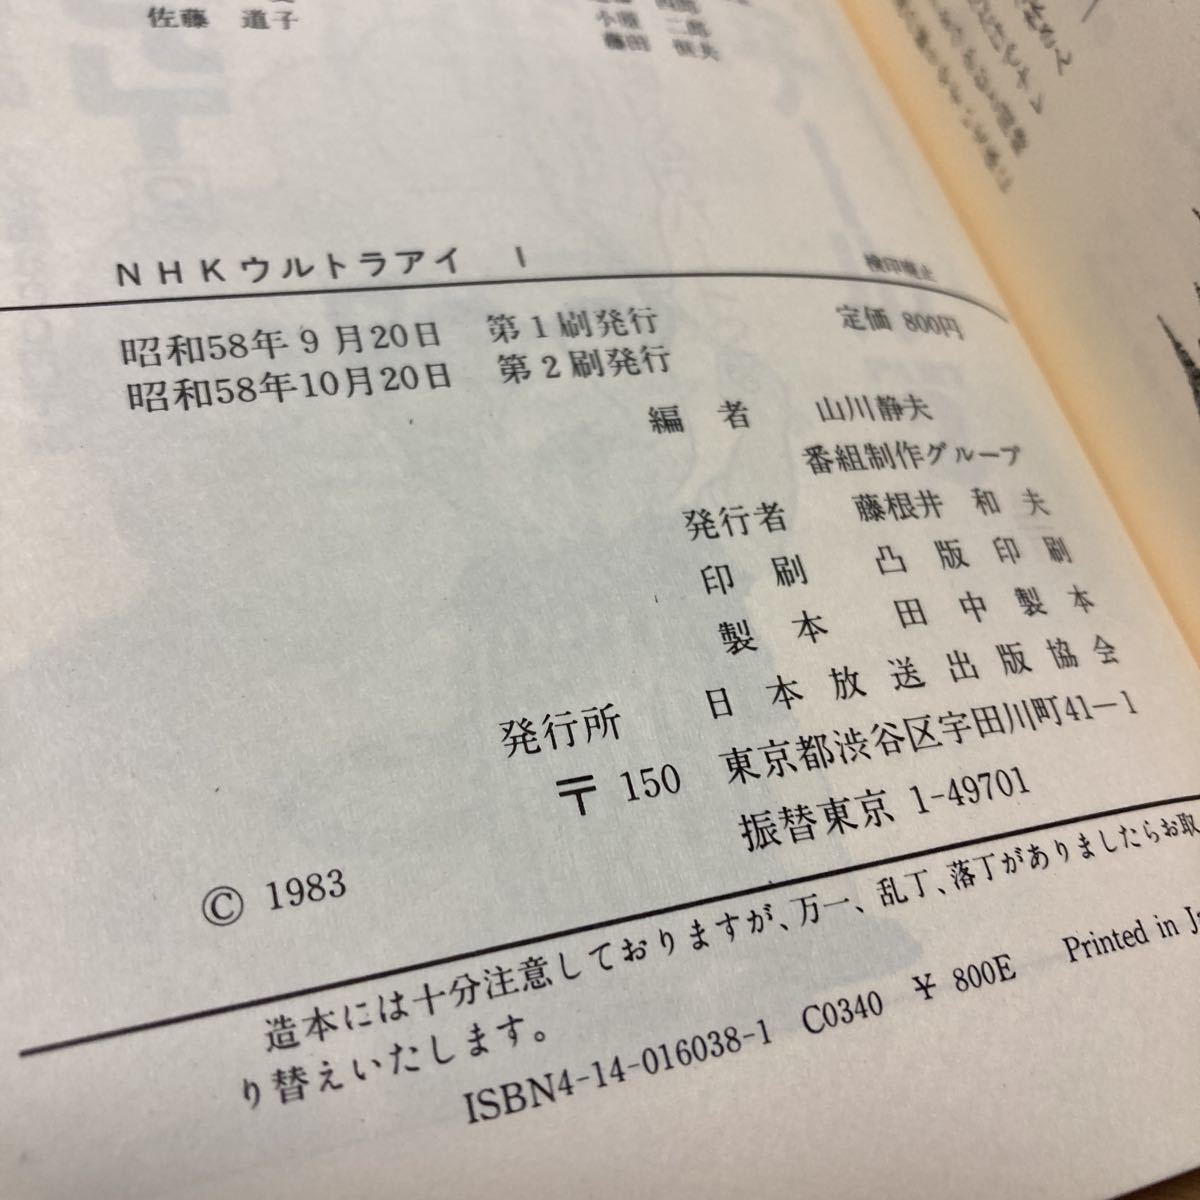 佐藤 道子
NHKウルトラアイ I
検印廃止
昭和58年9月20日 第1刷発行
定価 800円
昭和58年10月20日 第2刷発行
編者 山川静夫
番組制作グループ
発行者 藤根井 和夫
印刷 凸版印刷
製本 田中製本
発行所 日本放送出版協会
〒150 東京都渋谷区宇田川町41-1
振替東京 1-49701
© 1983
造本には十分注意しておりますが、万一、乱丁、落丁がありましたらお取
り替えいたします。
ISBN4-14-016038-1 C0340 ¥ 800E Printed in Ja